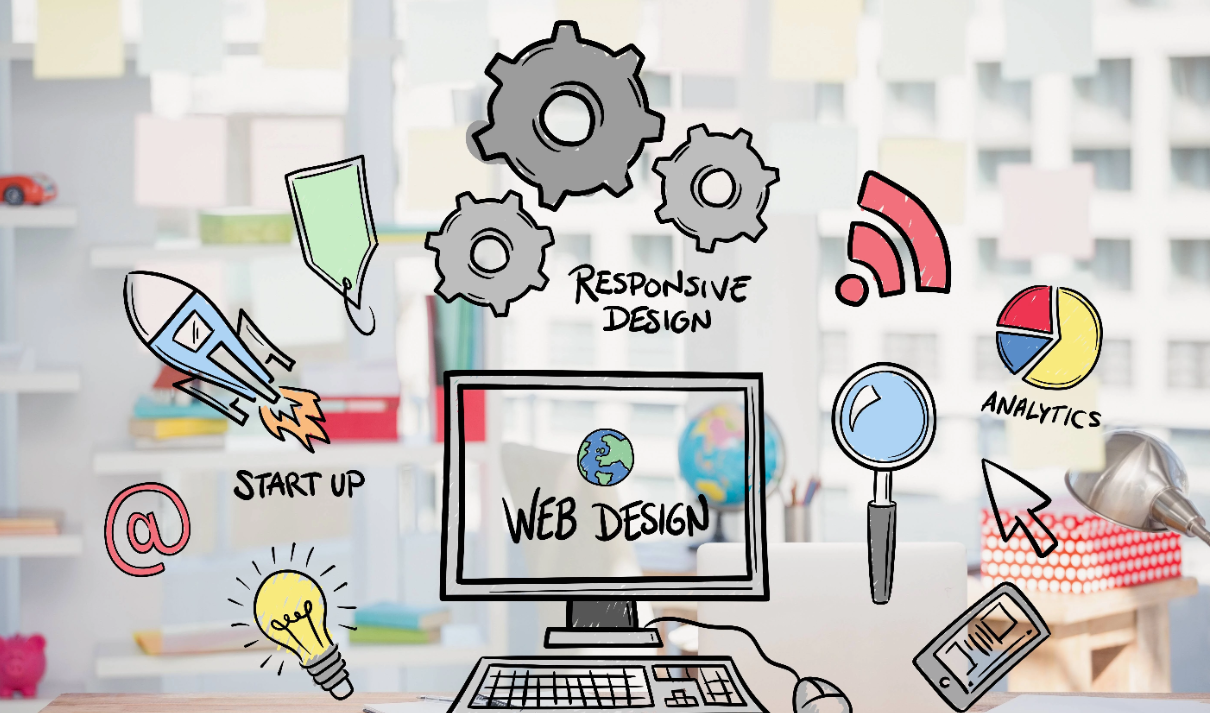 RESPONSIVE
DESIGN
ANALYTICS
START UP
WEB DESIGN
@